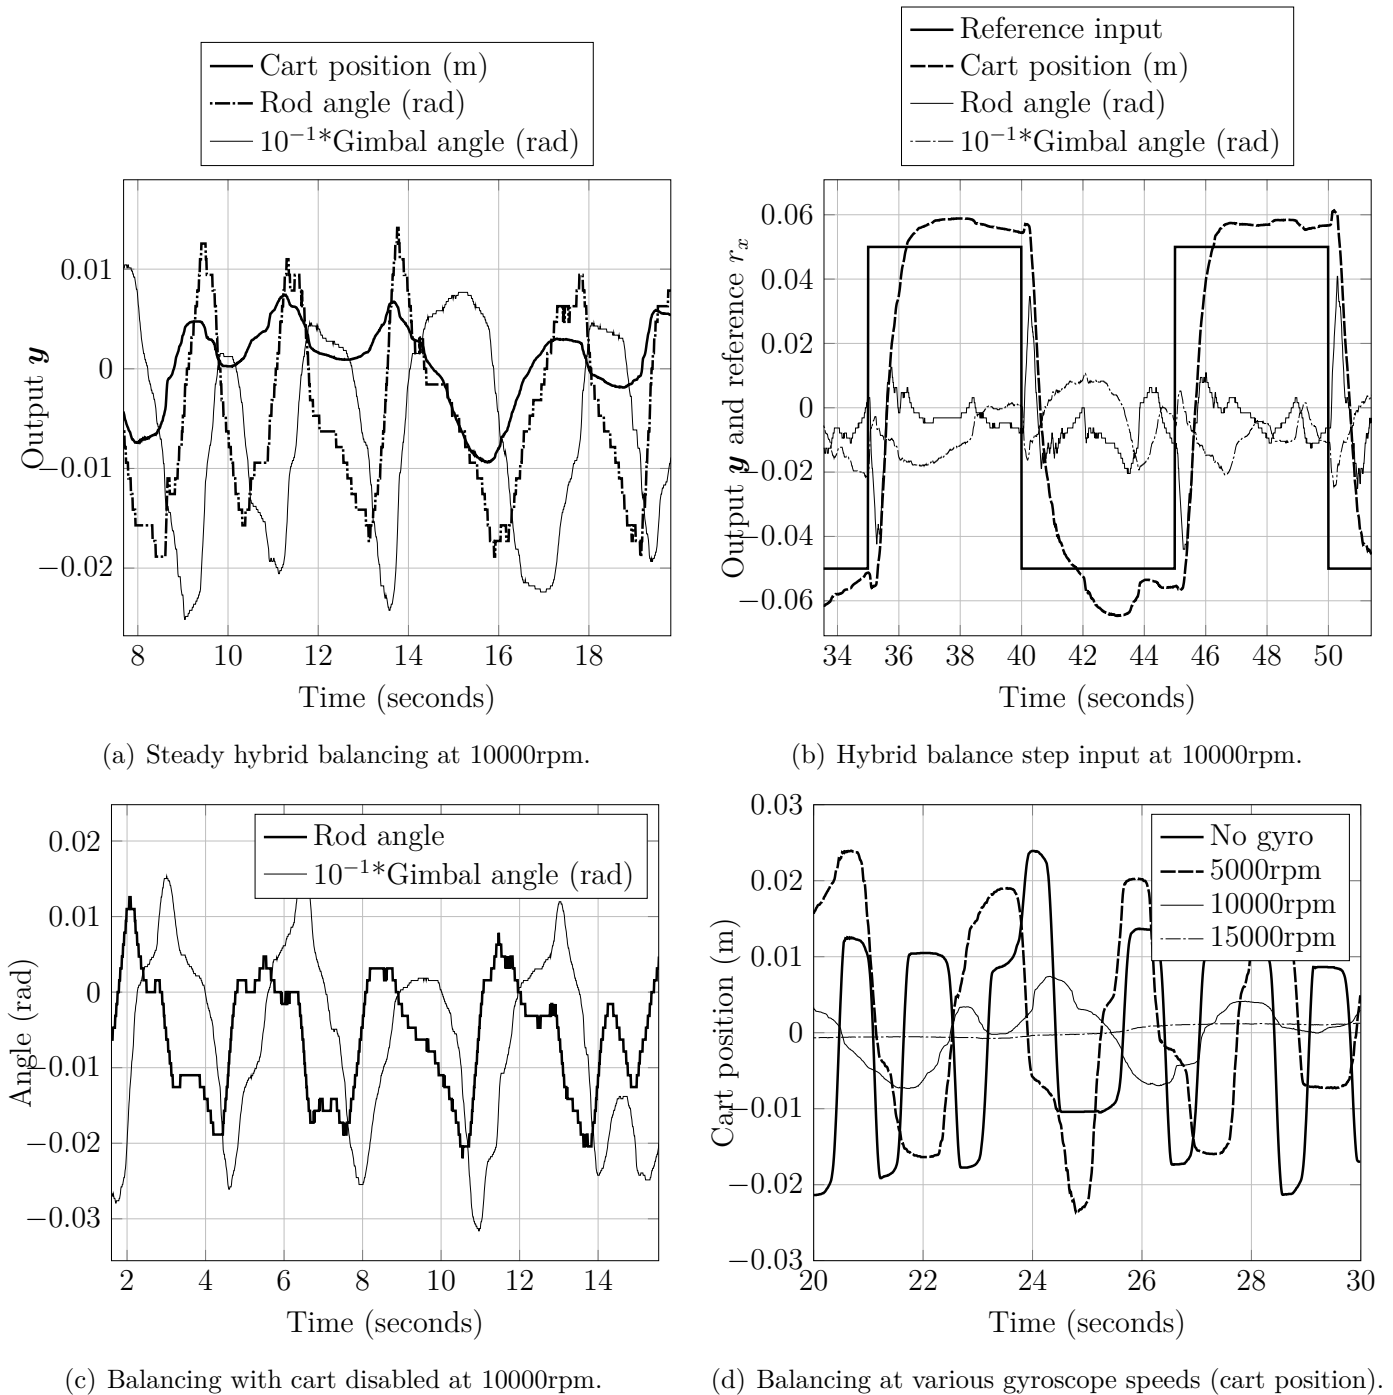 Cart position (m)
Rod angle (rad)
10⁻¹*Gimbal angle (rad)
0.01
0
−0.01
−0.02
Output y
8 10 12 14 16 18
Time (seconds)
(a) Steady hybrid balancing at 10000rpm.
Reference input
Cart position (m)
Rod angle (rad)
10⁻¹*Gimbal angle (rad)
0.06
0.04
0.02
0
−0.02
−0.04
−0.06
Output y and reference rₓ
34 36 38 40 42 44 46 48 50
Time (seconds)
(b) Hybrid balance step input at 10000rpm.
Rod angle
10⁻¹*Gimbal angle (rad)
0.02
0.01
0
−0.01
−0.02
−0.03
Angle (rad)
2 4 6 8 10 12 14
Time (seconds)
(c) Balancing with cart disabled at 10000rpm.
No gyro
5000rpm
10000rpm
15000rpm
0.03
0.02
0.01
0
−0.01
−0.02
−0.03
Cart position (m)
20 22 24 26 28 30
Time (seconds)
(d) Balancing at various gyroscope speeds (cart position).